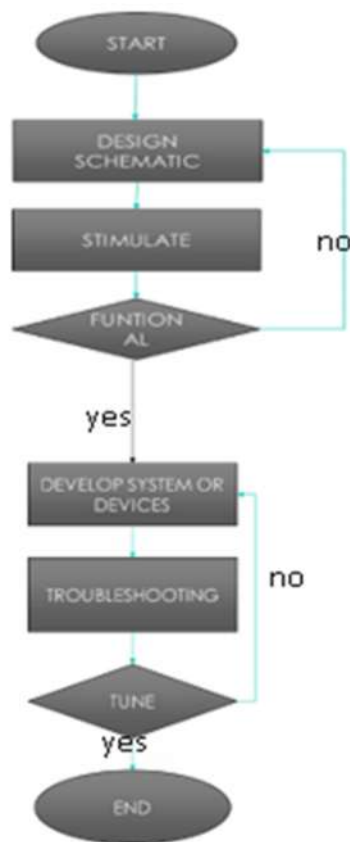 START
DESIGN
SCHEMATIC
STIMULATE
no
FUNTION
AL
yes
DEVELOP SYSTEM OR
DEVICES
no
TROUBLESHOOTING
TUNE
yes
END